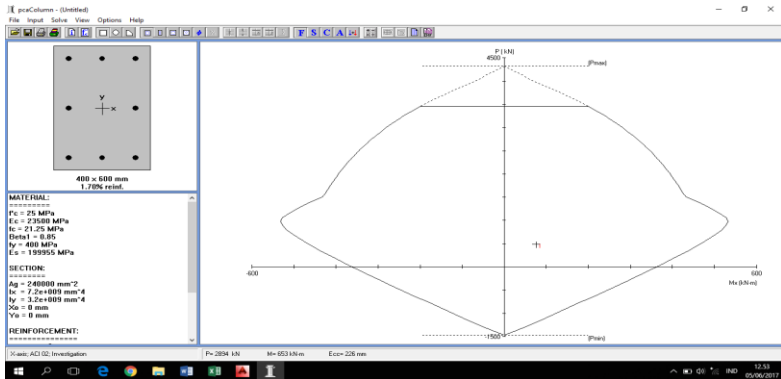 pcaColumn - (Untitled)
File Input Solve View Options Help
F S C A
P ( kN)
4500
(Pmax)
y
x
400 x 600 mm
1.70% reinf.
MATERIAL:
=========
f'c = 25 MPa
Ec = 23500 MPa
fc = 21.25 MPa
Beta1 = 0.85
fy = 400 MPa
Es = 199955 MPa
SECTION:
========
Ag = 240000 mm^2
Ix = 7.2e+009 mm^4
Iy = 3.2e+009 mm^4
Xo = 0 mm
Yo = 0 mm
REINFORCEMENT:
==============
-600
600
Mx (kN-m)
-1500
(Pmin)
X-axis; ACI 02; Investigation
P= 2894 kN M= 653 kN-m Ecc= 226 mm
IND
12.53
05/06/2017